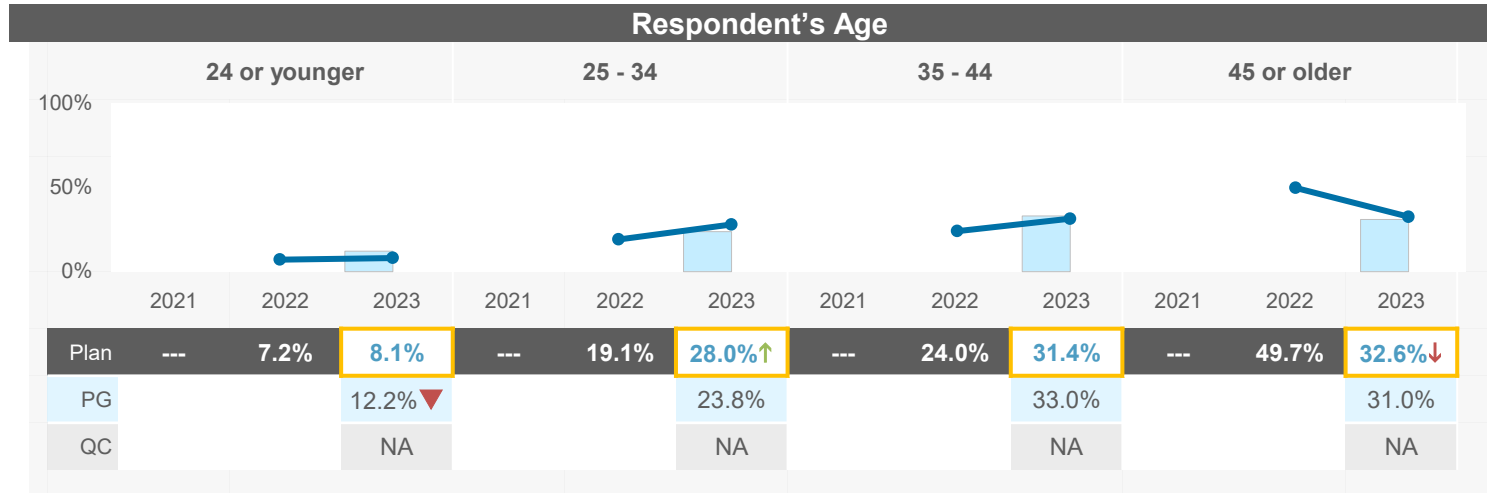 Respondent’s Age
24 or younger 25 - 34 35 - 44 45 or older
100%
50%
0%
2021 2022 2023 2021 2022 2023 2021 2022 2023 2021 2022 2023
Plan --- 7.2% 8.1% --- 19.1% 28.0%↑ --- 24.0% 31.4% --- 49.7% 32.6%↓
PG 12.2%▼ 23.8% 33.0% 31.0%
QC NA NA NA NA